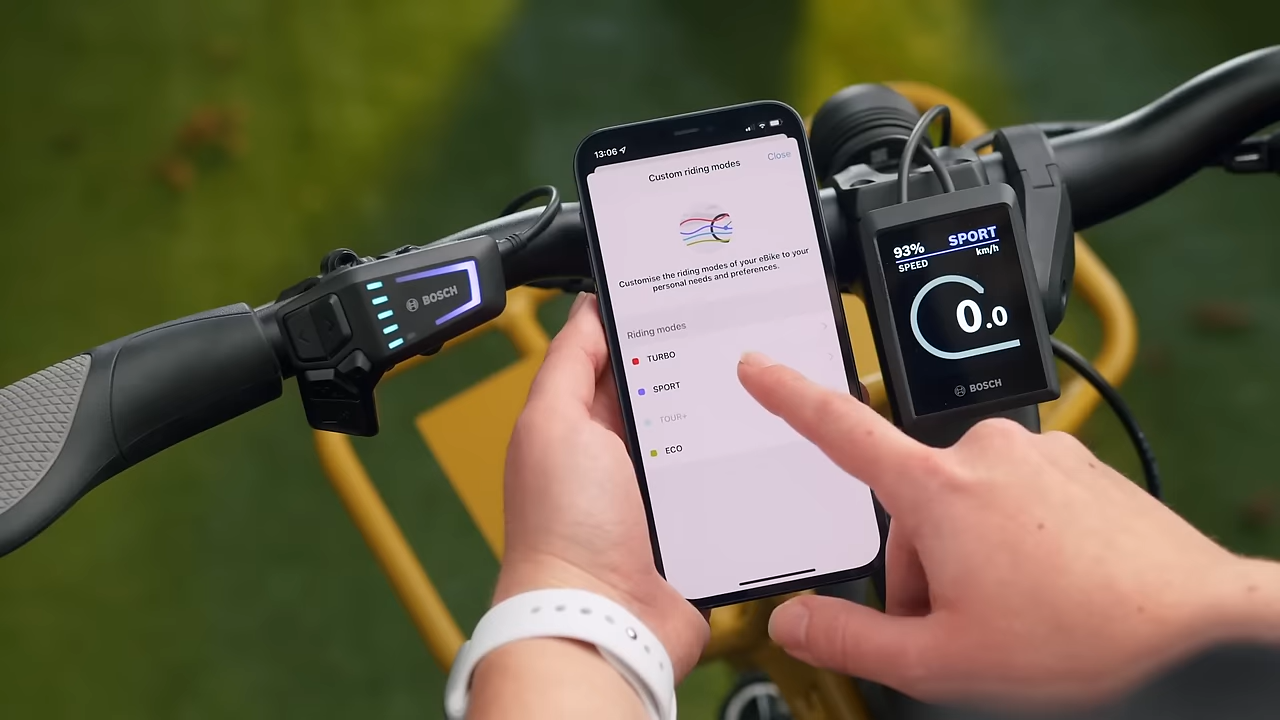 13:06
Custom riding modes
Close
Customise the riding modes of your eBike to your
personal needs and preferences.
Riding modes
TURBO
SPORT
TOUR+
ECO
BOSCH
93%
SPORT
SPEED
km/h
0.0
BOSCH